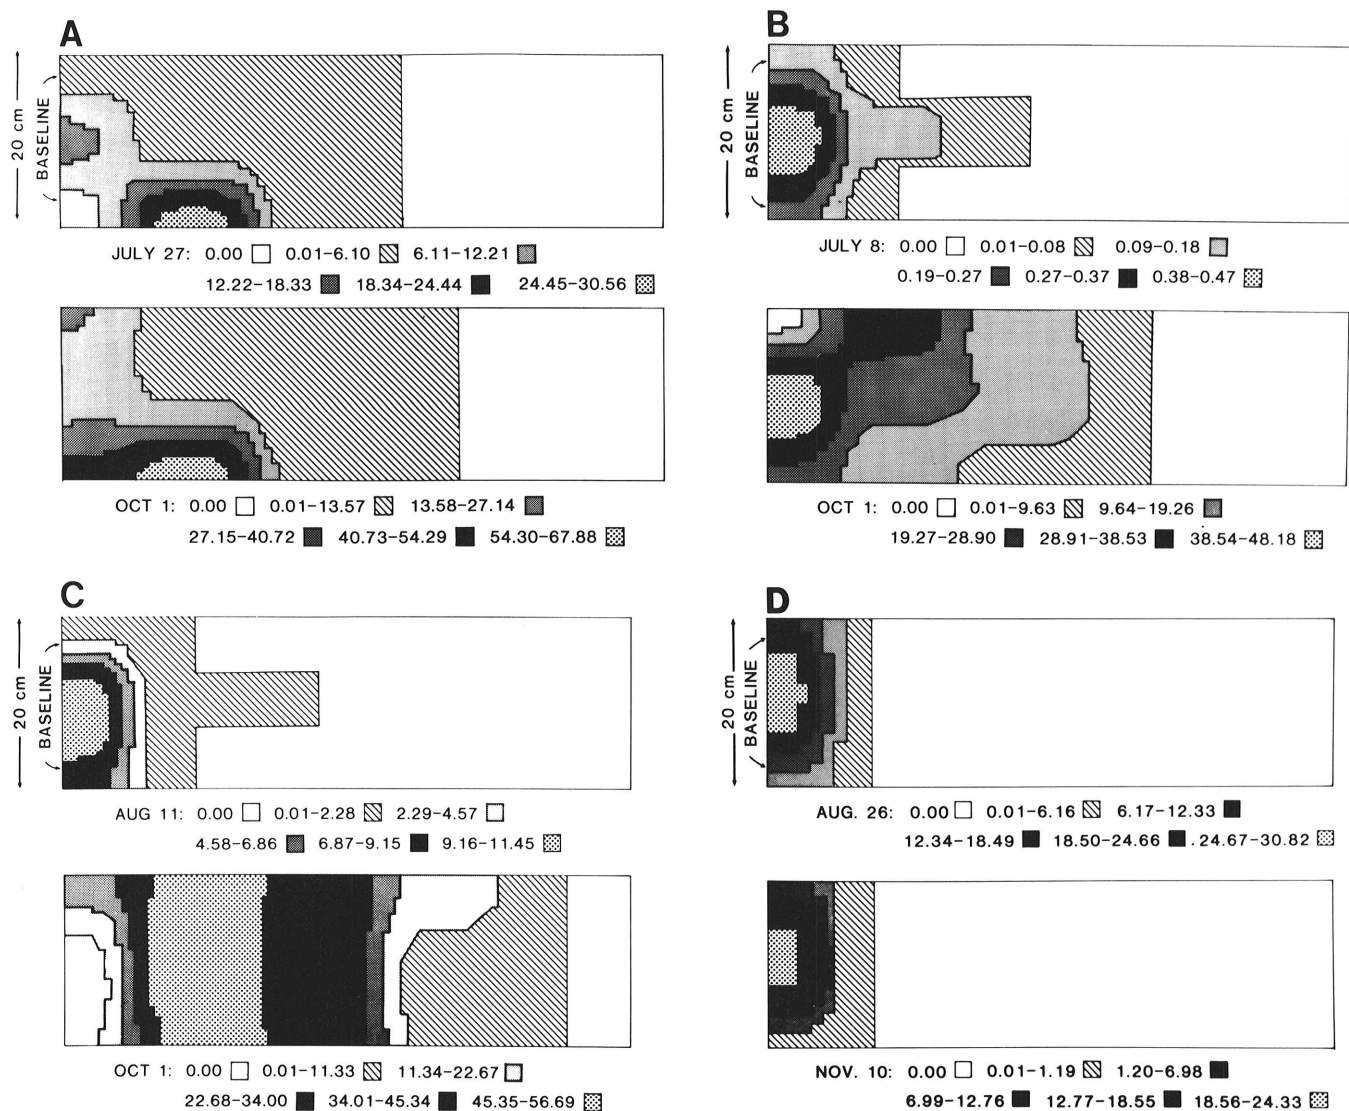 A
20 cm
BASELINE
JULY 27: 0.00 0.01–6.10 6.11–12.21
12.22–18.33 18.34–24.44 24.45–30.56
OCT 1: 0.00 0.01–13.57 13.58–27.14
27.15–40.72 40.73–54.29 54.30–67.88
B
20 cm
BASELINE
JULY 8: 0.00 0.01–0.08 0.09–0.18
0.19–0.27 0.27–0.37 0.38–0.47
OCT 1: 0.00 0.01–9.63 9.64–19.26
19.27–28.90 28.91–38.53 38.54–48.18
C
20 cm
BASELINE
AUG 11: 0.00 0.01–2.28 2.29–4.57
4.58–6.86 6.87–9.15 9.16–11.45
OCT 1: 0.00 0.01–11.33 11.34–22.67
22.68–34.00 34.01–45.34 45.35–56.69
D
20 cm
BASELINE
AUG. 26: 0.00 0.01–6.16 6.17–12.33
12.34–18.49 18.50–24.66 . 24.67–30.82
NOV. 10: 0.00 0.01–1.19 1.20–6.98
6.99–12.76 12.77–18.55 18.56–24.33